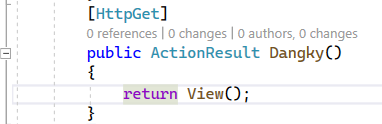 [HttpGet]
0 references | 0 changes | 0 authors, 0 changes
public ActionResult Dangky()
{
return View();
}